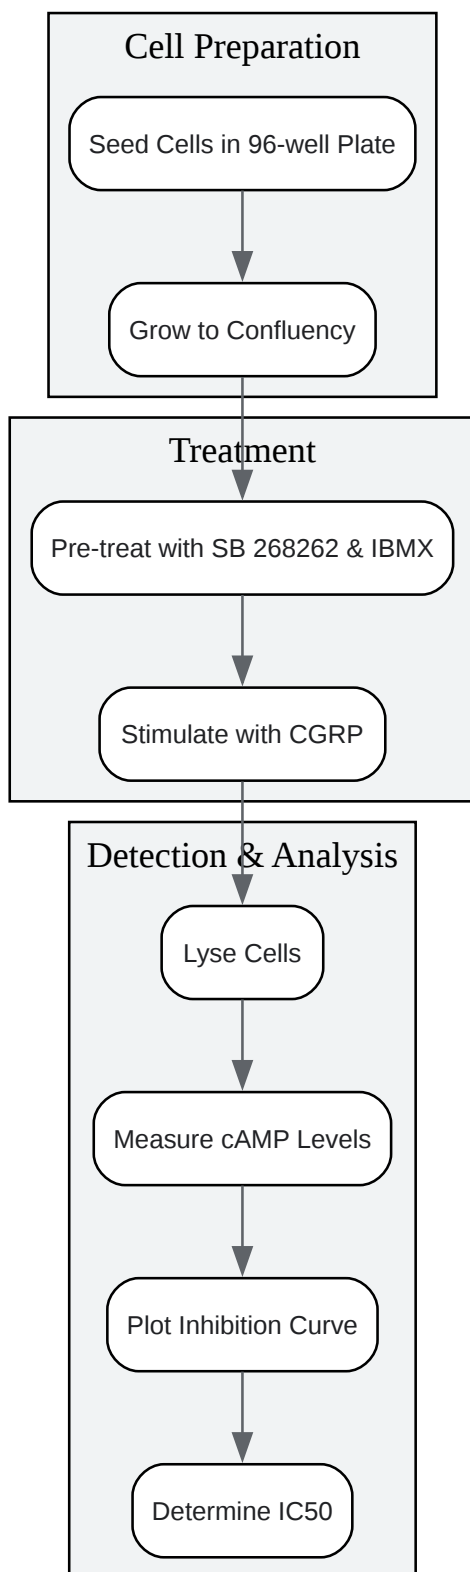 Cell Preparation
Seed Cells in 96-well Plate
Grow to Confluency
Treatment
Pre-treat with SB 268262 & IBMX
Stimulate with CGRP
Detection & Analysis
Lyse Cells
Measure cAMP Levels
Plot Inhibition Curve
Determine IC50